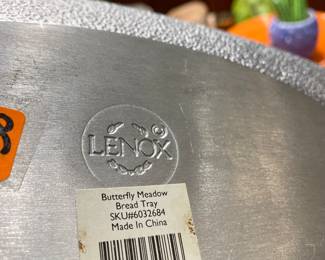 LENOX
Butterfly Meadow
Bread Tray
SKU#6032684
Made In China